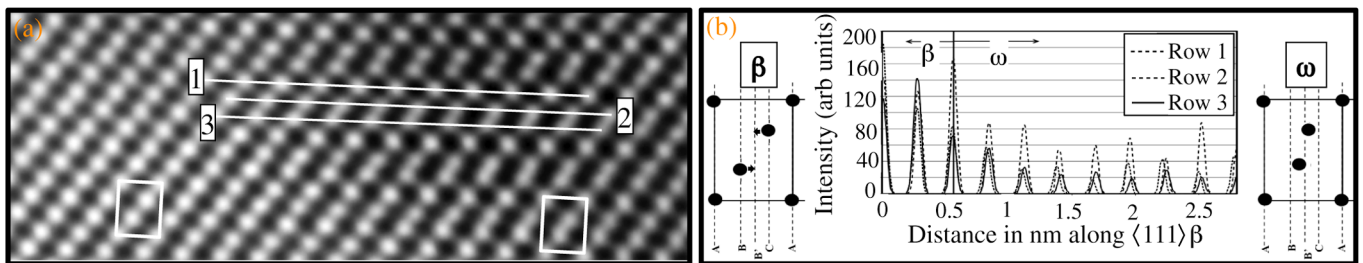 (a)
1
3
2
(b)
β
A
B
B'
C
A
Intensity (arb units)
200
160
120
80
40
0
β
ω
Row 1
Row 2
Row 3
0
0.5
1
1.5
2
2.5
Distance in nm along ⟨111⟩β
ω
A
B
B'
C
A